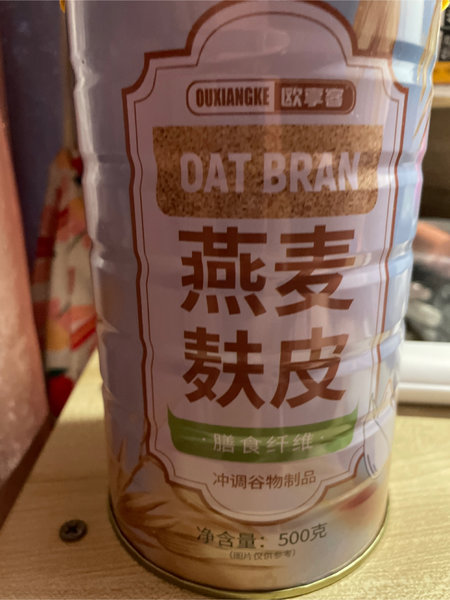 OUXIANGKE 欧享客
OAT BRAN
燕麦
麸皮
·膳食纤维·
冲调谷物制品
净含量：500克
(图片仅供参考)